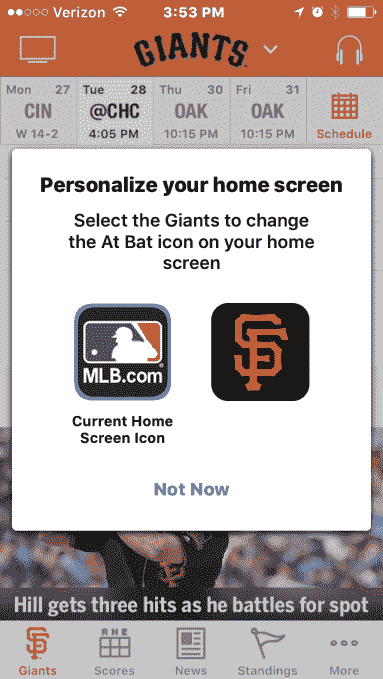 Verizon 3:53 PM
GIANTS
Mon 27 Tue 28 Thu 30 Fri 31
CIN @CHC OAK OAK
W 14-2 4:05 PM 10:15 PM 10:15 PM Schedule
Personalize your home screen
Select the Giants to change
the At Bat icon on your home
screen
MLB.com
SF
Current Home
Screen Icon
Not Now
Hill gets three hits as he battles for spot
SF RHE
Giants Scores News Standings More